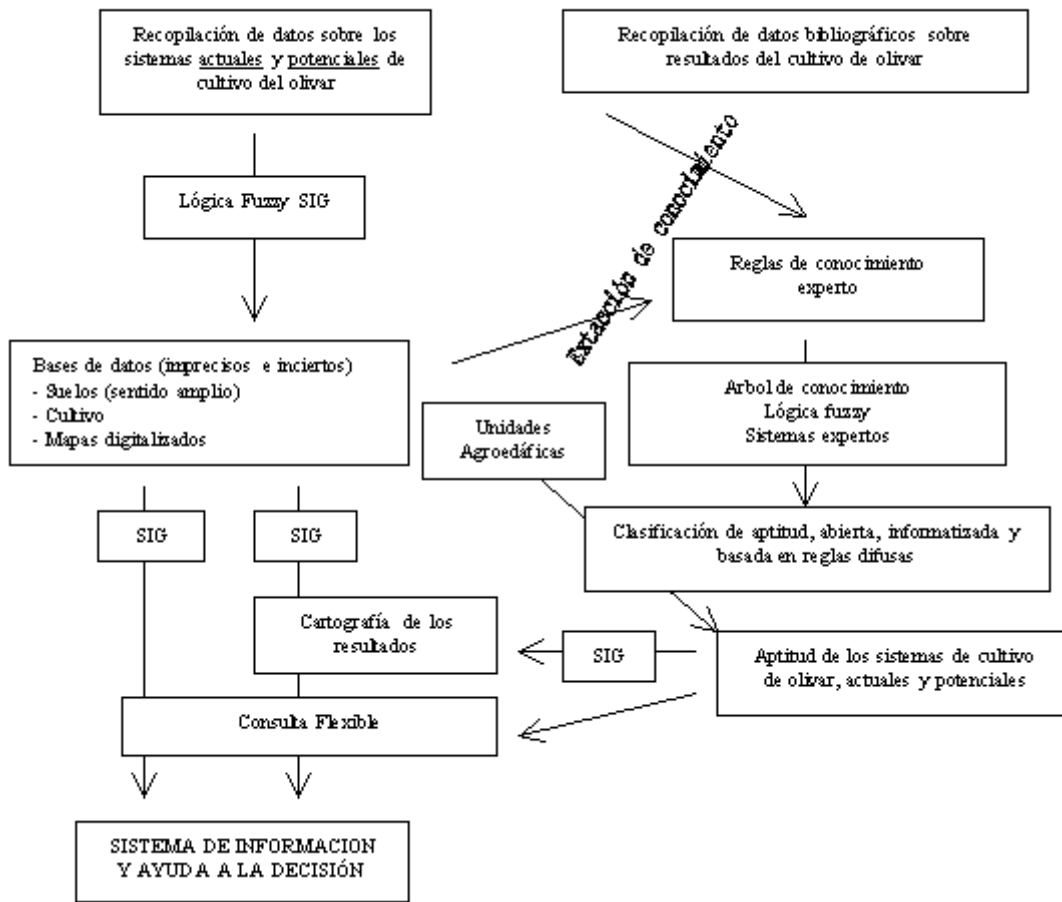 Recopilación de datos sobre los
sistemas actuales y potenciales de
cultivo del olivar
Recopilación de datos bibliográficos sobre
resultados del cultivo de olivar
Lógica Fuzzy SIG
Extacción de conocimiento
Reglas de conocimiento
experto
Bases de datos (imprecisos e inciertos)
- Suelos (sentido amplio)
- Cultivo
- Mapas digitalizados
Unidades
Agroedáficas
Arbol de conocimiento
Lógica fuzzy
Sistemas expertos
SIG
SIG
Clasificación de aptitud, abierta, informatizada y
basada en reglas difusas
Cartografía de los
resultados
SIG
Aptitud de los sistemas de cultivo
de olivar, actuales y potenciales
Consulta Flexible
SISTEMA DE INFORMACION
Y AYUDA A LA DECISIÓN